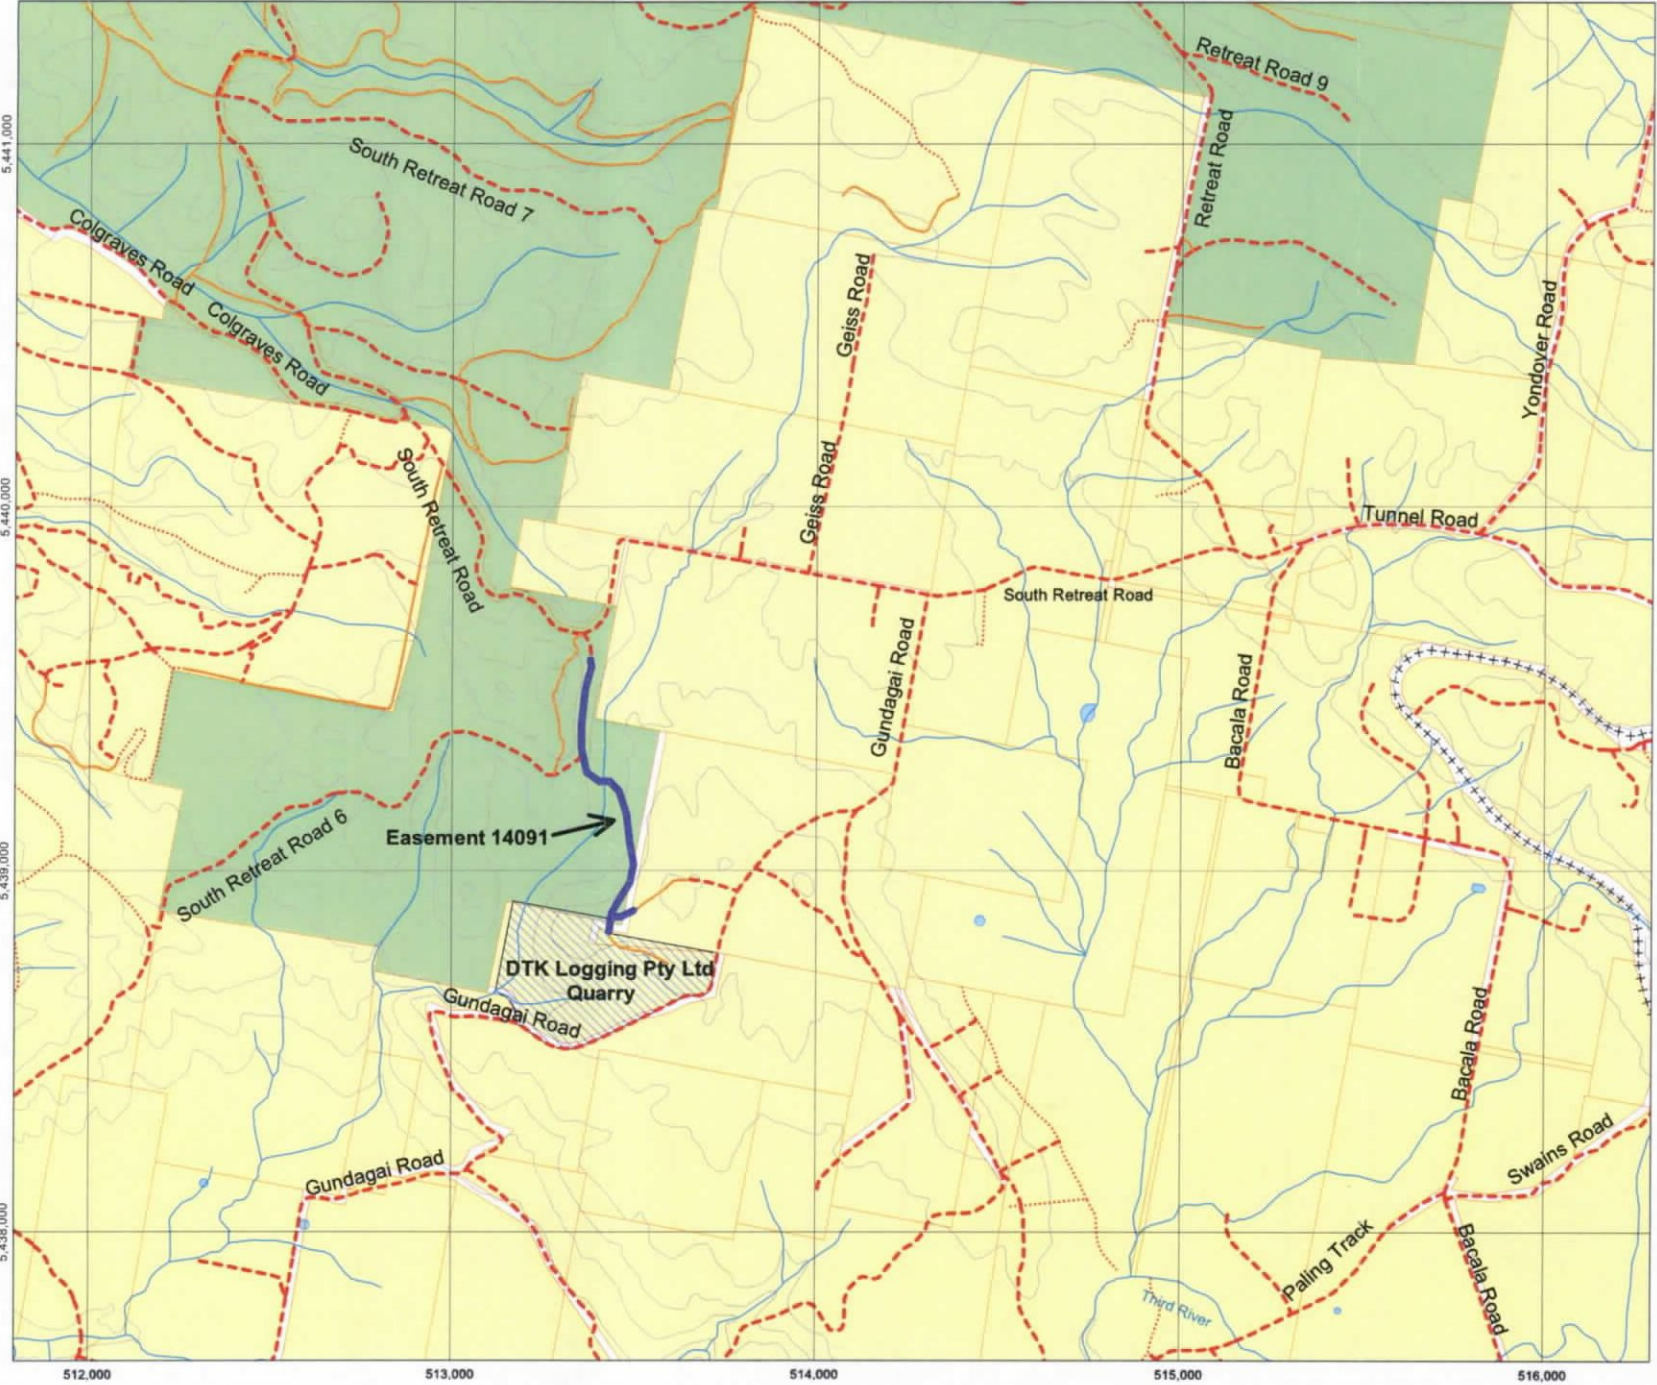 Retreat Road 9
5,441,000
South Retreat Road 7
Retreat Road
Colgraves Road
Colgraves Road
Geiss Road
Yondover Road
Geiss Road
South Retreat Road
5,440,000
Tunnel Road
South Retreat Road
Gundagai Road
Bacala Road
Easement 14091
South Retreat Road 6
5,439,000
DTK Logging Pty Ltd
Quarry
Gundagai Road
Bacala Road
Swains Road
Gundagai Road
5,438,000
Paling Track
Bacala Road
Third River
512,000
513,000
514,000
515,000
516,000